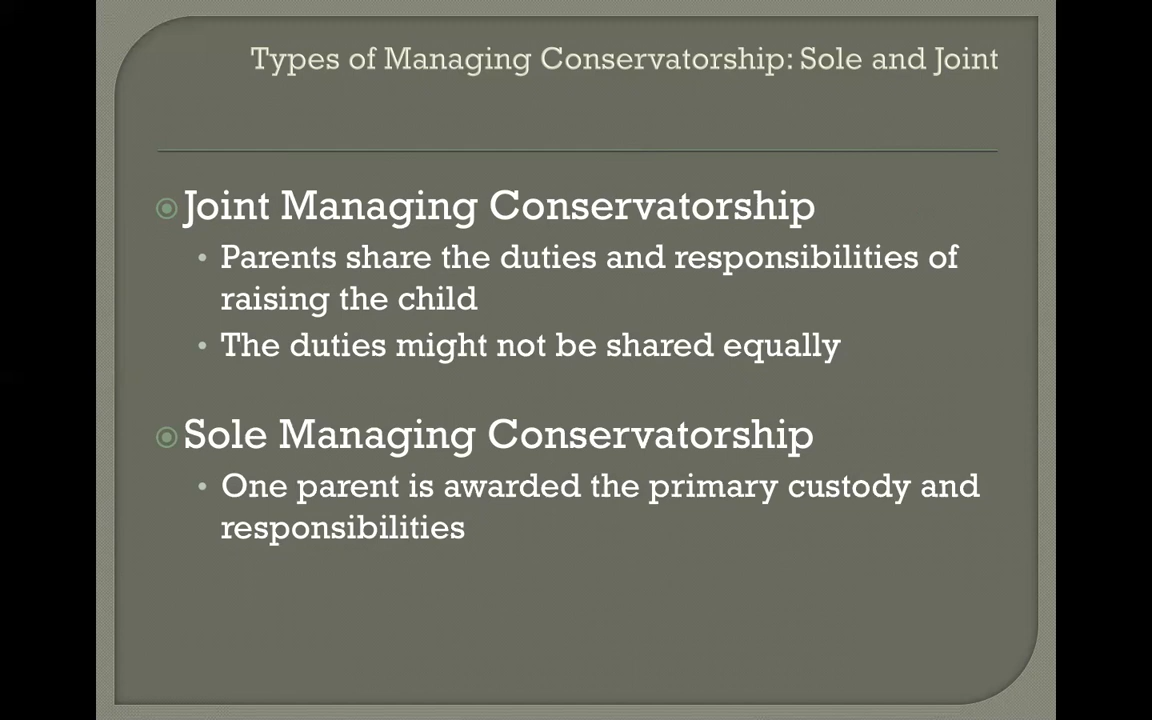 Types of Managing Conservatorship: Sole and Joint
Joint Managing Conservatorship
Parents share the duties and responsibilities of
raising the child
The duties might not be shared equally
Sole Managing Conservatorship
One parent is awarded the primary custody and
responsibilities